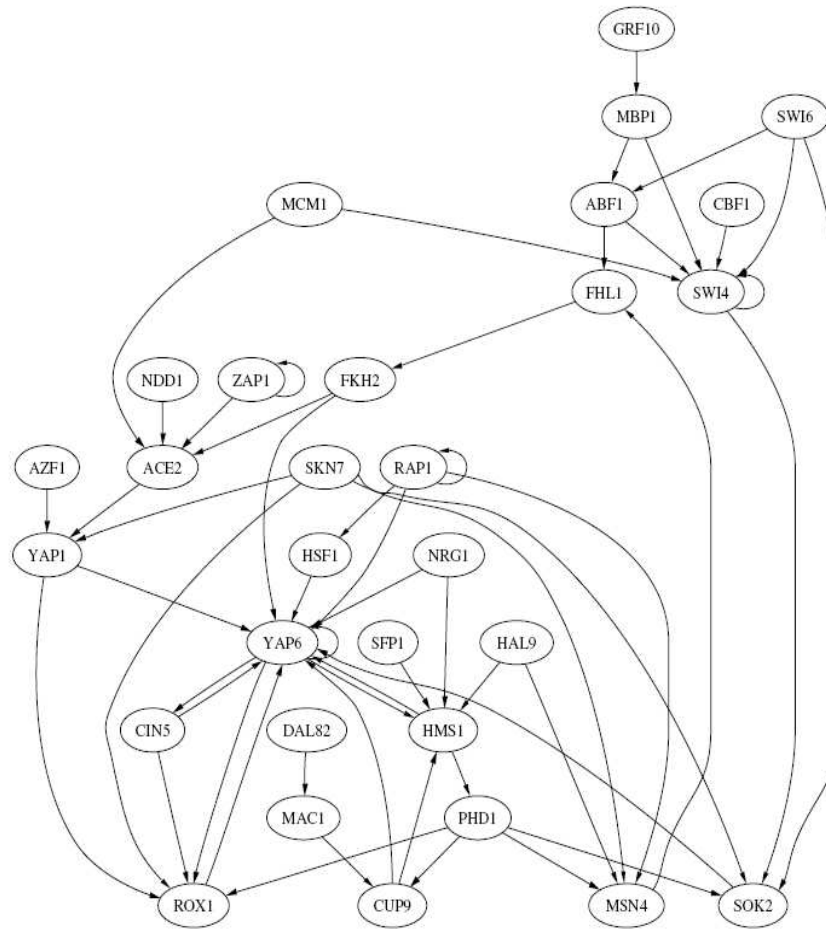 GRF10
MBP1
SWI6
MCM1
ABF1
CBF1
FHL1
SWI4
NDD1
ZAP1
FKH2
AZF1
ACE2
SKN7
RAP1
YAP1
HSF1
NRG1
YAP6
SFP1
HAL9
CIN5
DAL82
HMS1
MAC1
PHD1
ROX1
CUP9
MSN4
SOK2